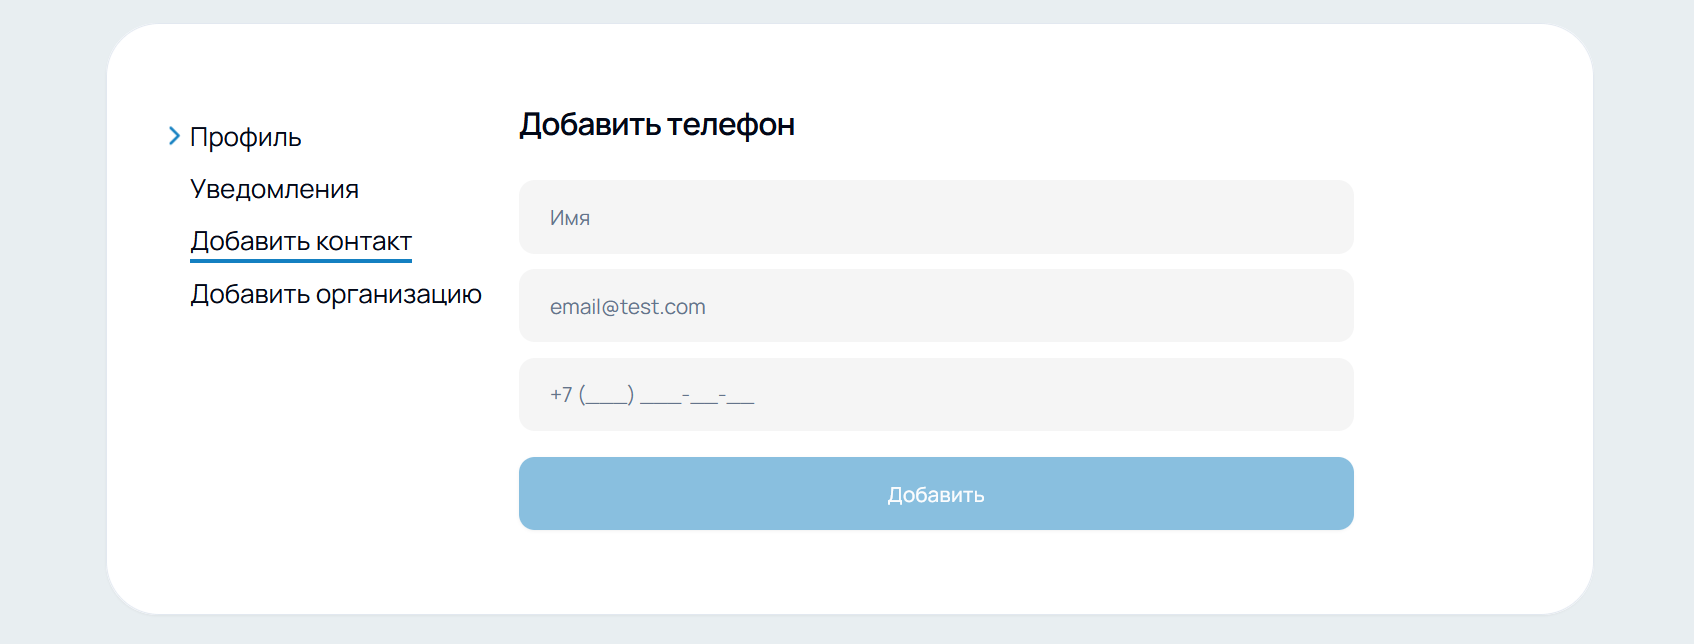 Профиль
Уведомления
Добавить контакт
Добавить организацию
Добавить телефон
Имя
email@test.com
+7 (___) ___-__-__
Добавить